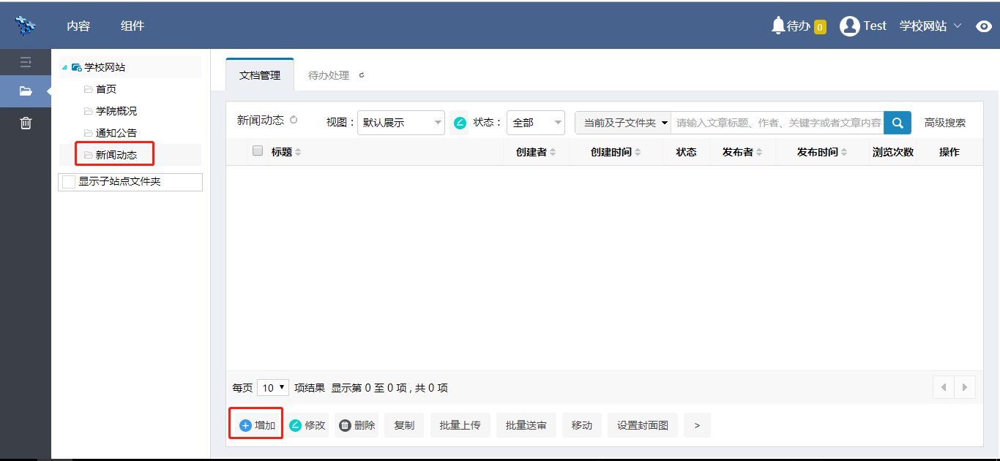 内容 组件 待办 0 Test 学校网站
学校网站
首页
学院概况
通知公告
新闻动态
显示子站点文件夹
文档管理 待办处理
新闻动态 视图： 默认展示 状态： 全部 当前及子文件夹 请输入文章标题、作者、关键字或者文章内容 高级搜索
标题 创建者 创建时间 状态 发布者 发布时间 浏览次数 操作
每页 10 项结果 显示第 0 至 0 项 , 共 0 项
增加 修改 删除 复制 批量上传 批量送审 移动 设置封面图 >